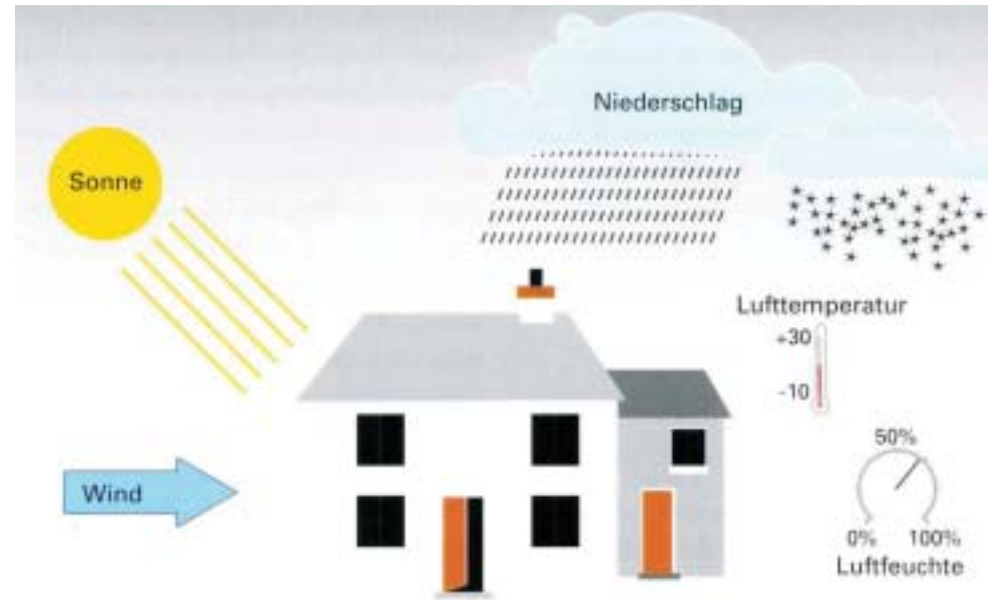 Niederschlag
Sonne
Lufttemperatur
+30
-10
50%
Wind
0% 100%
Luftfeuchte